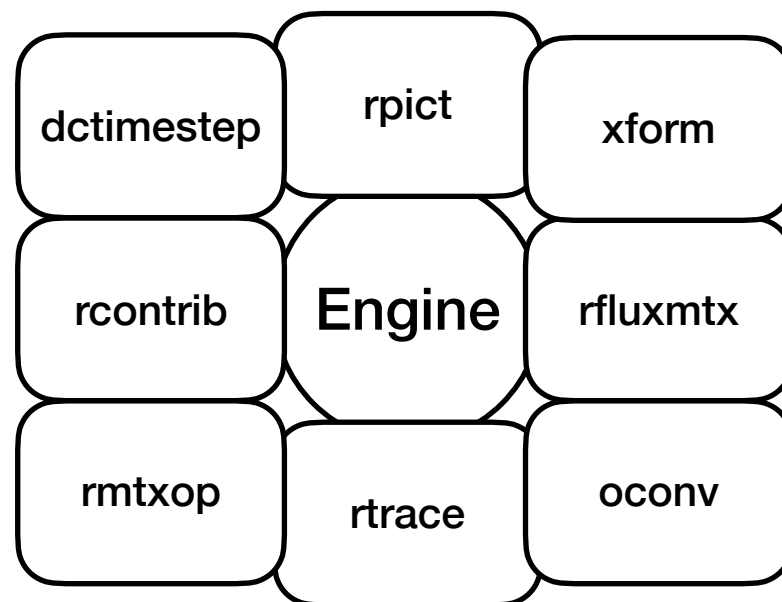 dctimestep
rpict
xform
rcontrib
Engine
rfluxmtx
rmtxop
rtrace
oconv